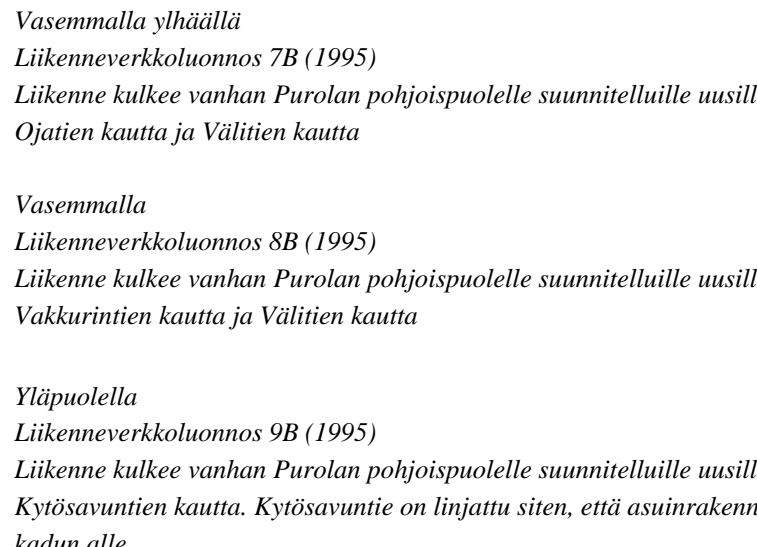 Vasemmalla ylhäällä
Liikenneverkkoluonnos 7B (1995)
Liikenne kulkee vanhan Purolan pohjoispuolelle suunnitelluille uusill
Ojatien kautta ja Välitien kautta
Vasemmalla
Liikenneverkkoluonnos 8B (1995)
Liikenne kulkee vanhan Purolan pohjoispuolelle suunnitelluille uusill
Vakkurintien kautta ja Välitien kautta
Yläpuolella
Liikenneverkkoluonnos 9B (1995)
Liikenne kulkee vanhan Purolan pohjoispuolelle suunnitelluille uusill
Kytösavuntien kautta. Kytösavuntie on linjattu siten, että asuinrakenn
kadun alle